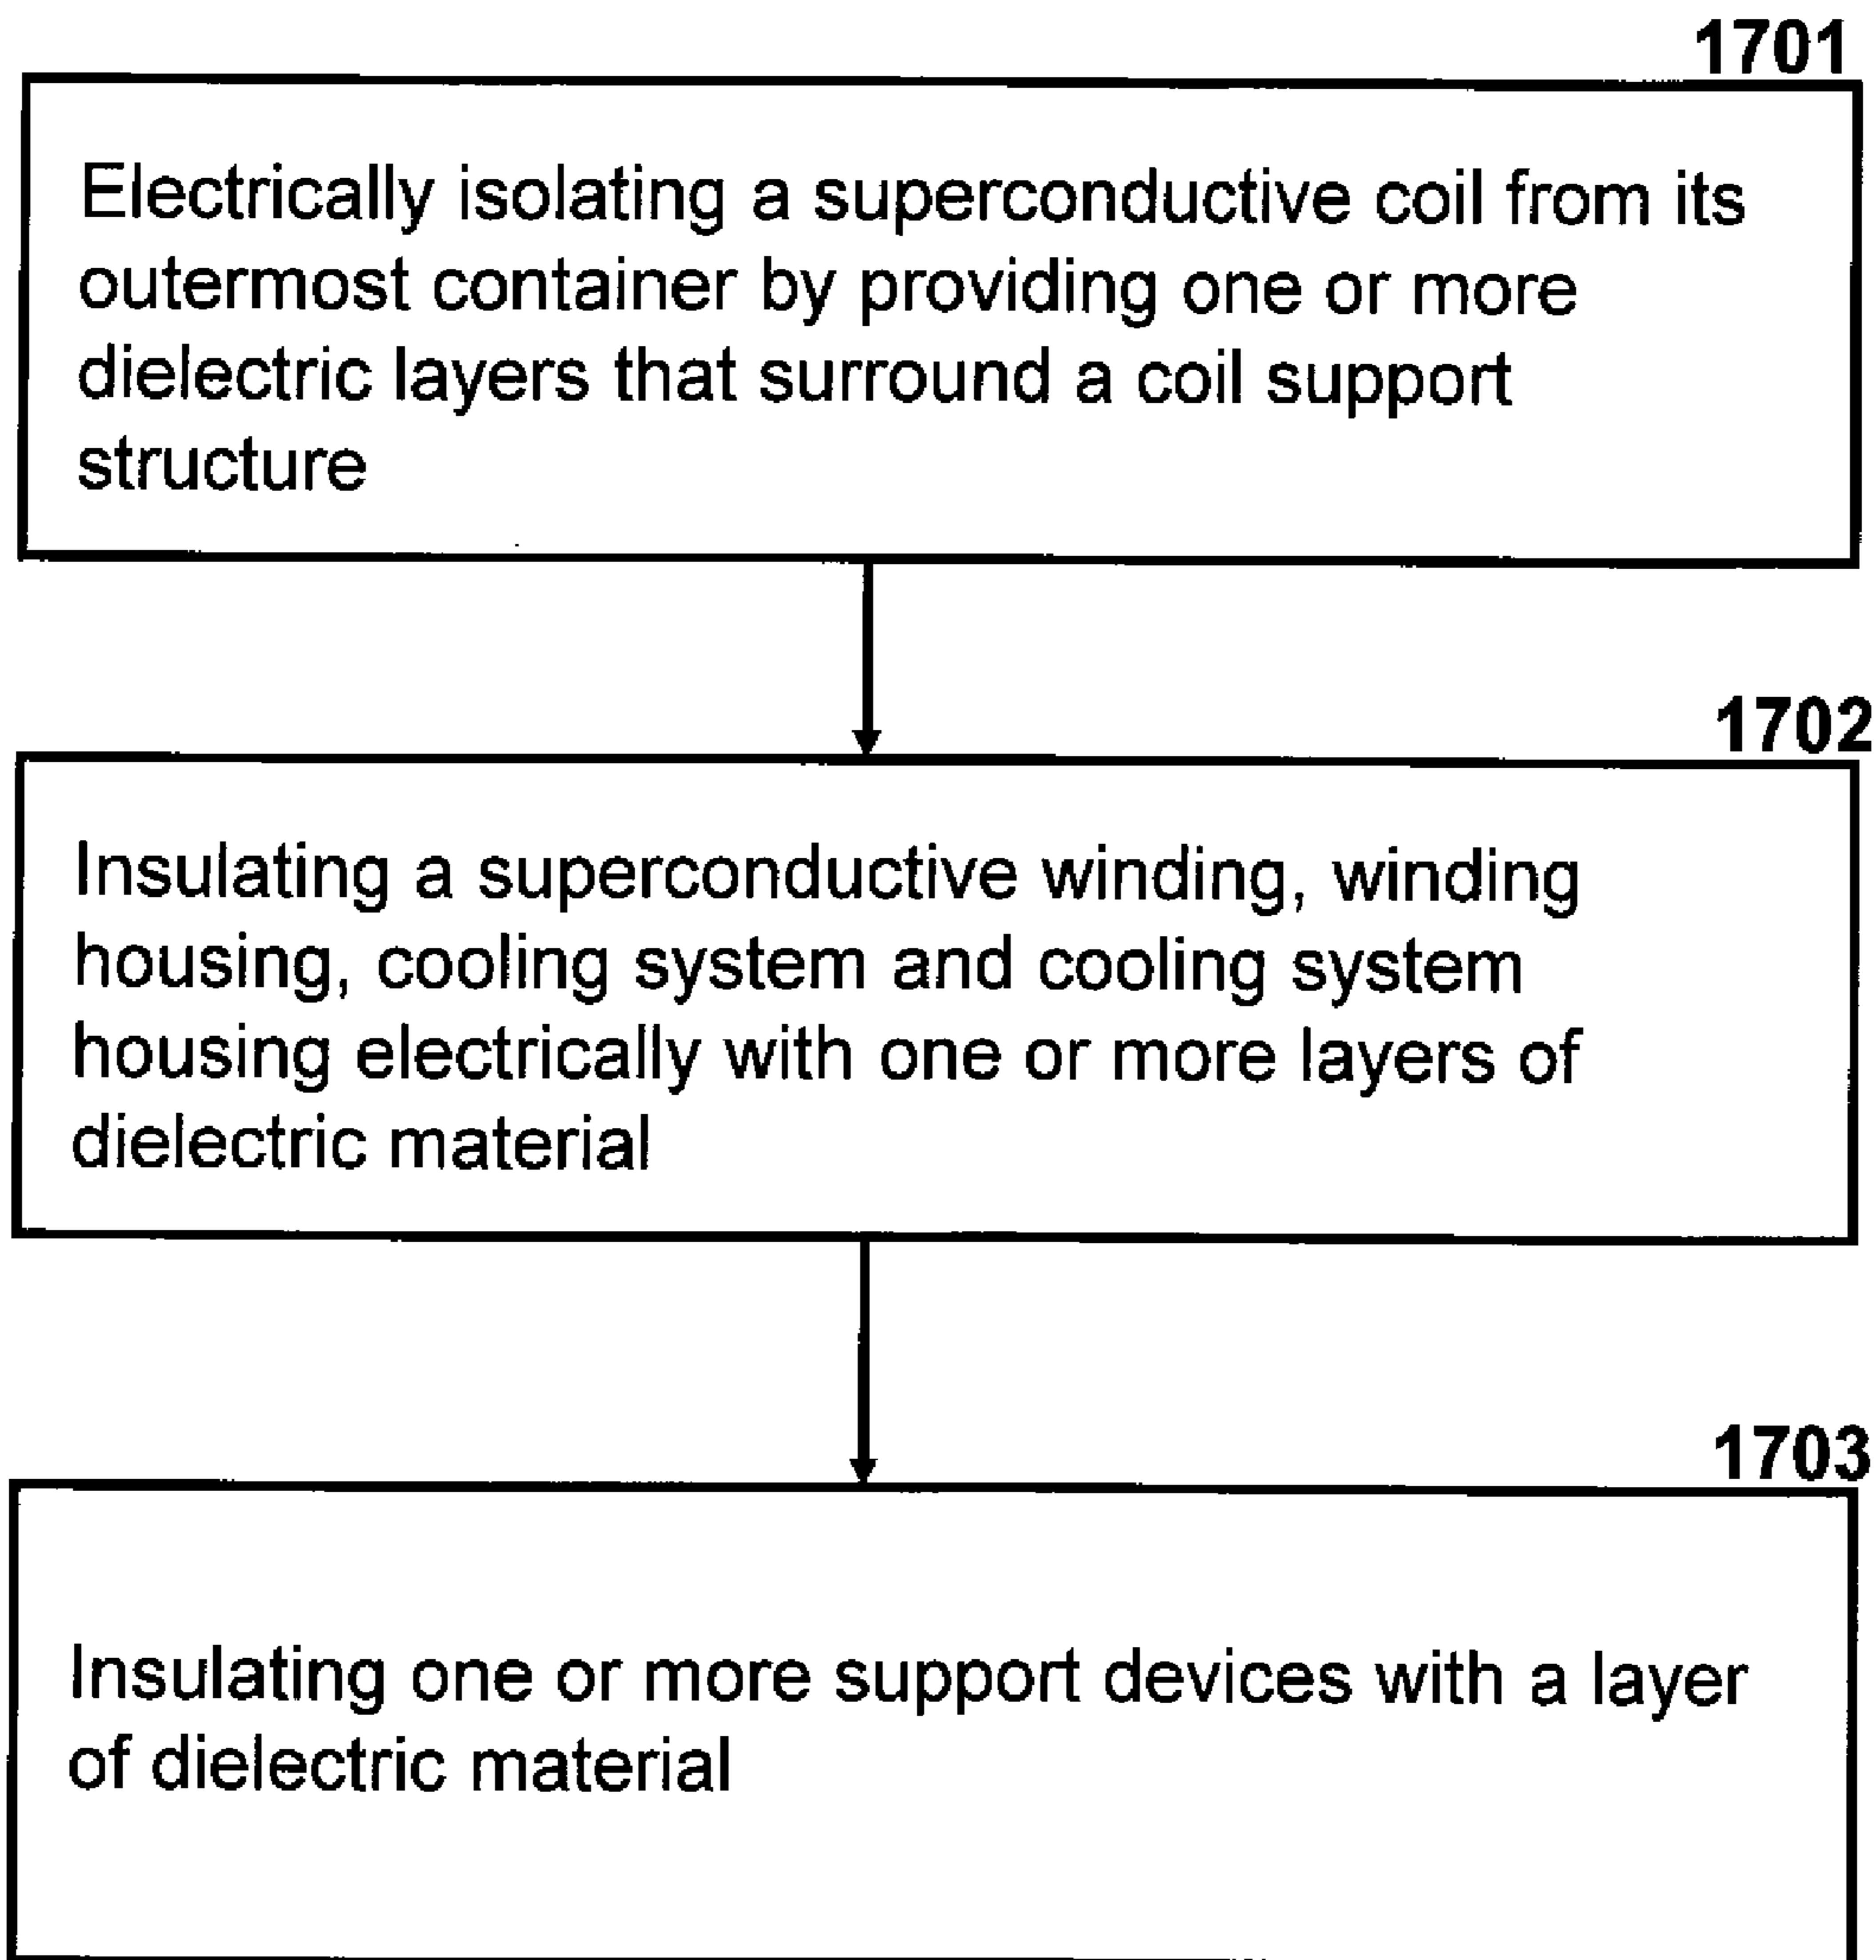 1701
Electrically isolating a superconductive coil from its
outermost container by providing one or more
dielectric layers that surround a coil support
structure
1702
Insulating a superconductive winding, winding
housing, cooling system and cooling system
housing electrically with one or more layers of
dielectric material
1703
Insulating one or more support devices with a layer
of dielectric material